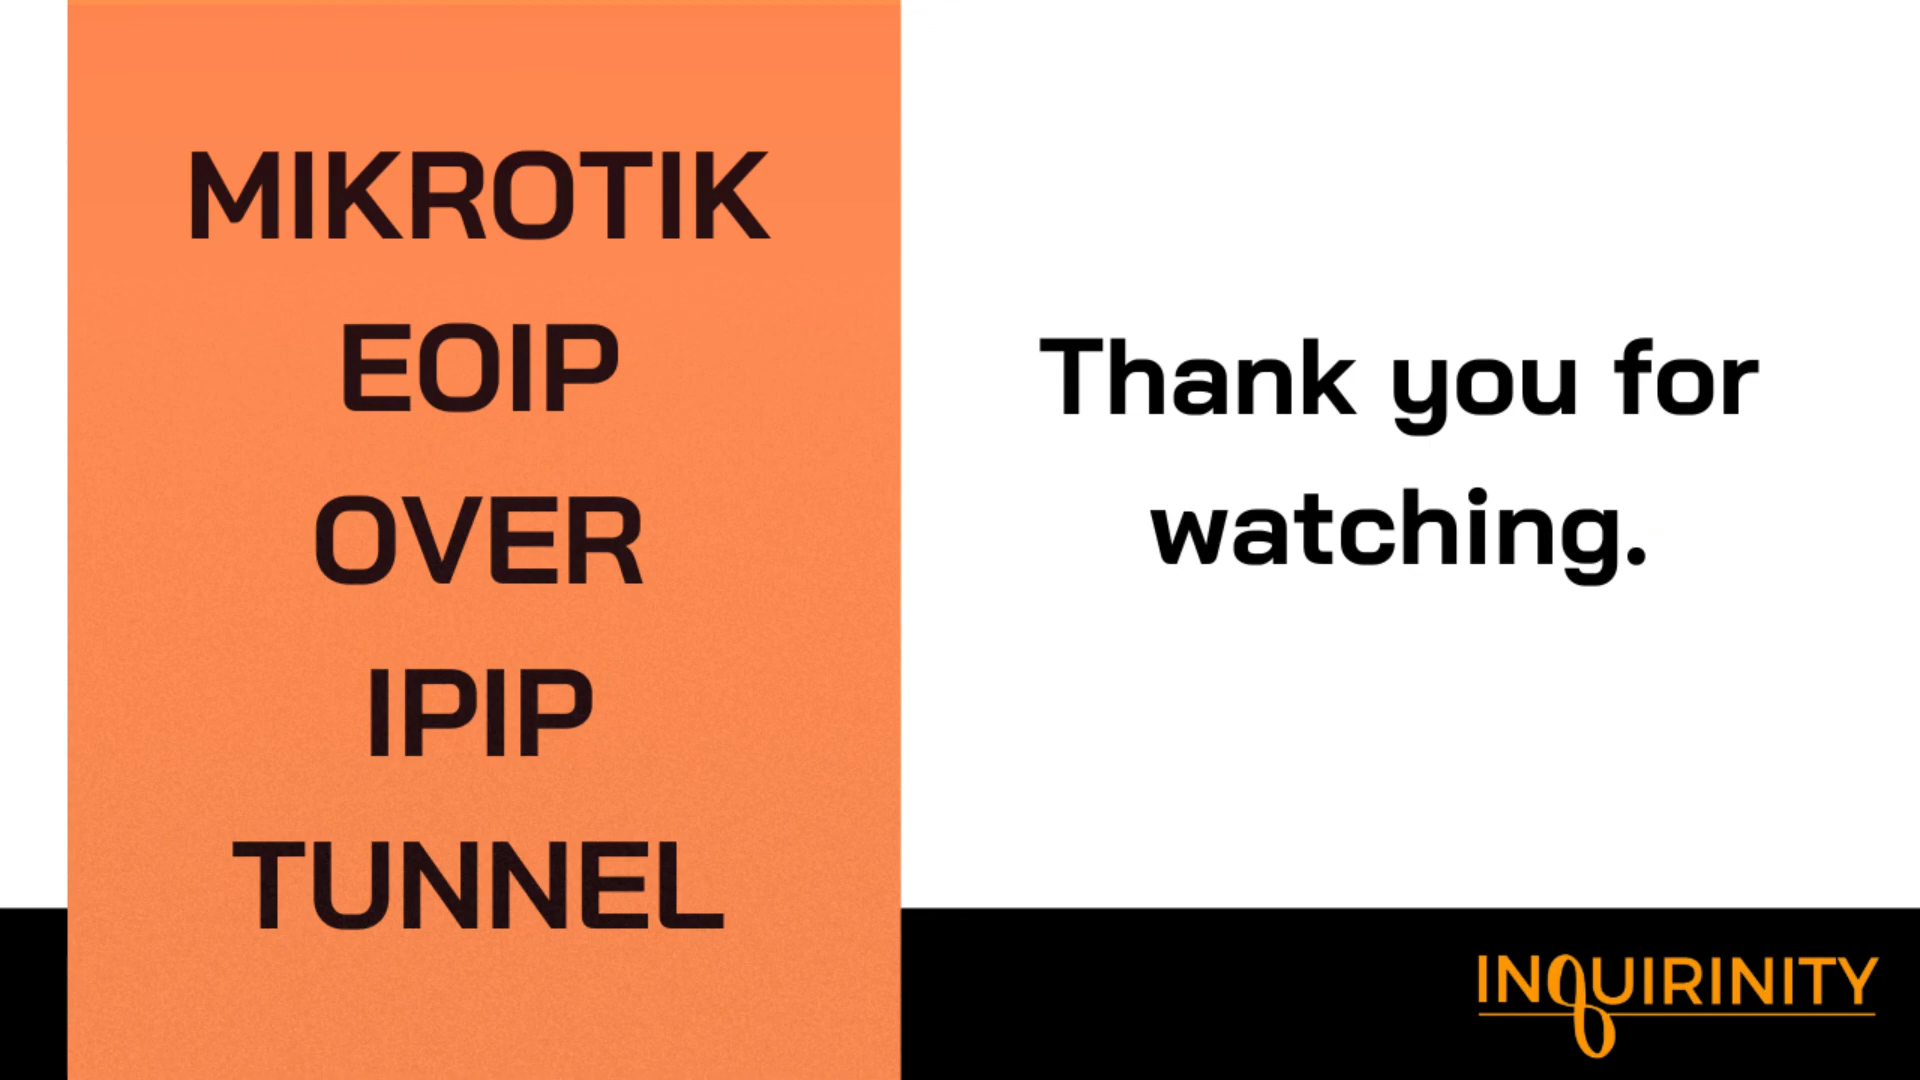 MIKROTIK
EOIP
OVER
IPIP
TUNNEL
Thank you for
watching.
INQUIRINITY